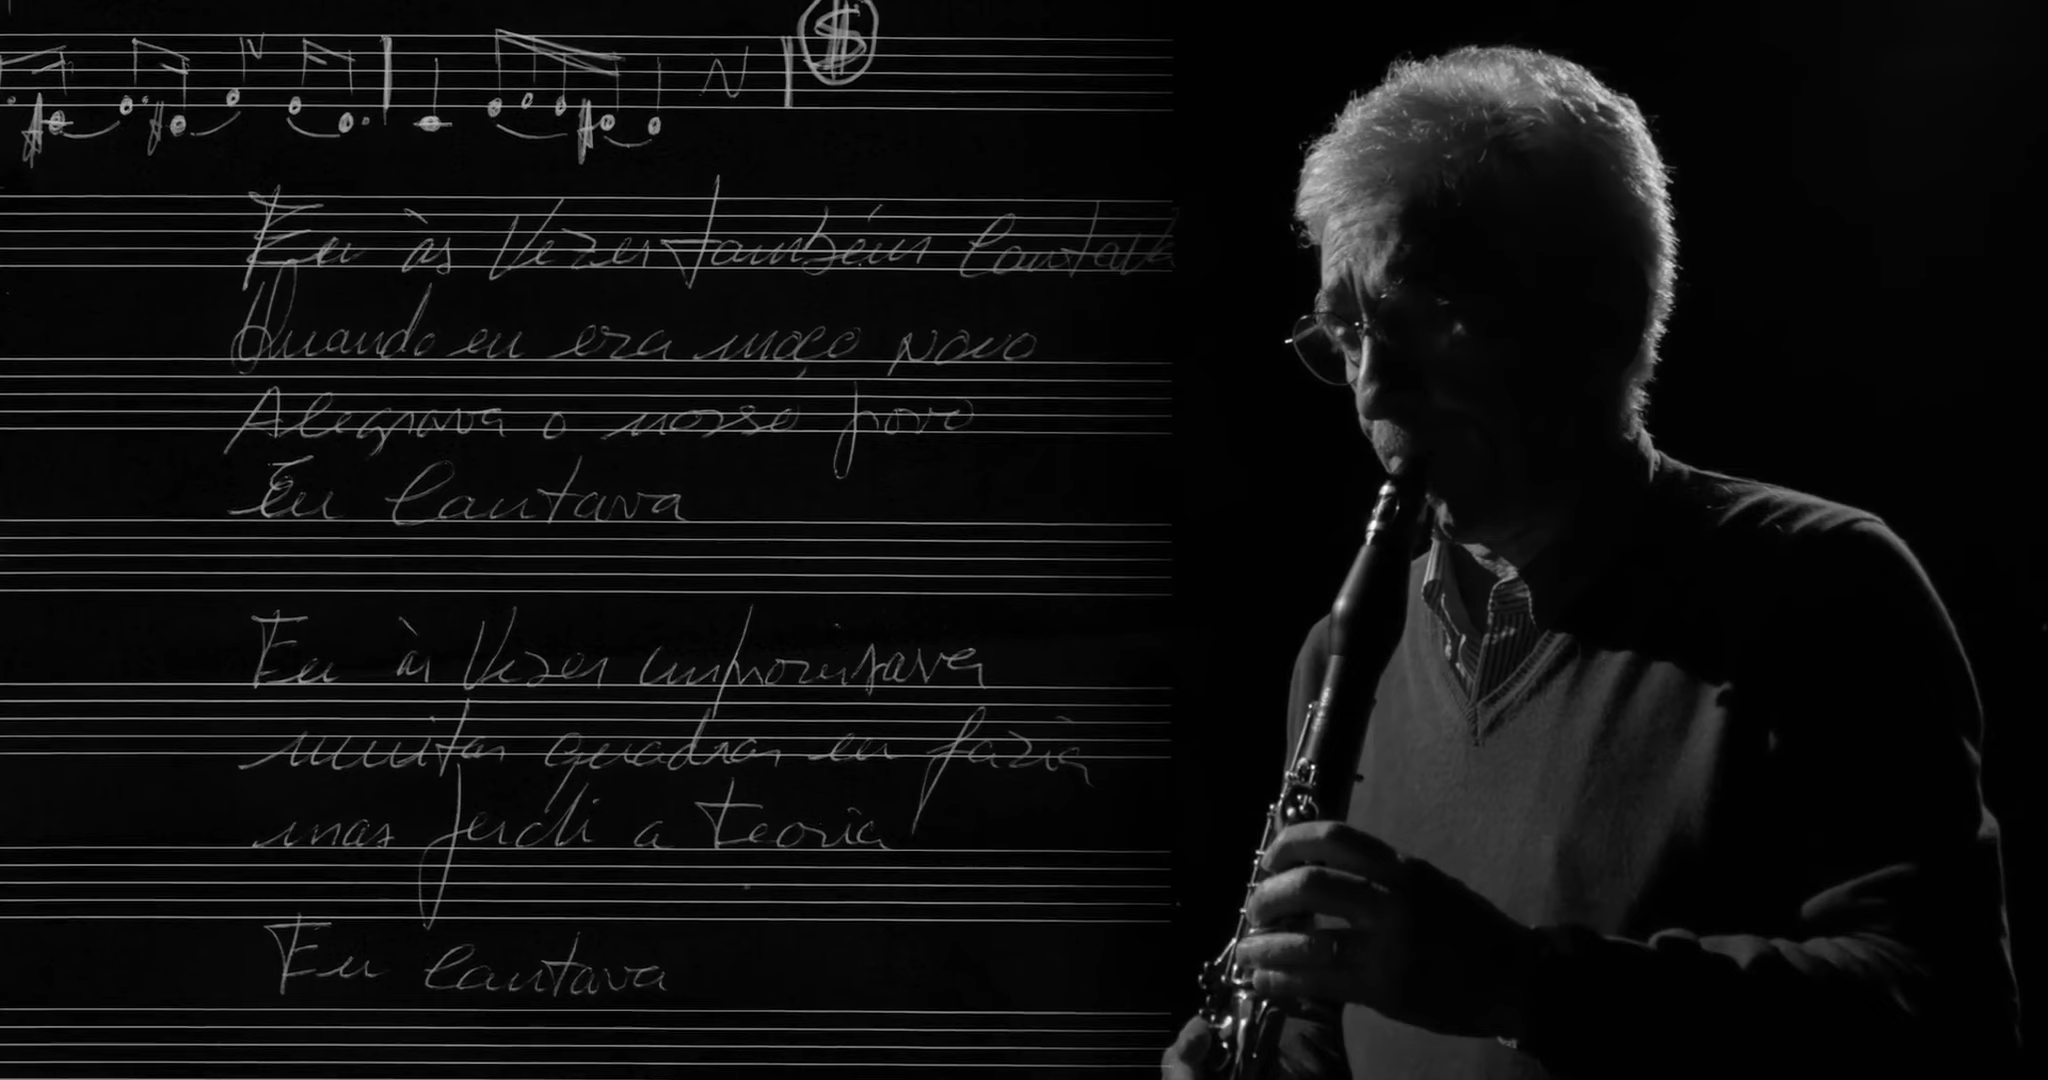 Eu às Vezes também Cantava
Quando eu era moço novo
Alegrava o nosso povo
Eu Cantava
Eu às Vezes improvisava
muitas quadras eu fazia
mas perdi a teoria
Eu Cantava